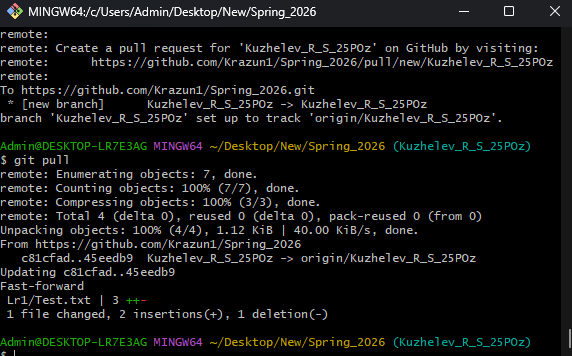 MINGW64:/c/Users/Admin/Desktop/New/Spring_2026
remote:
remote: Create a pull request for 'Kuzhelev_R_S_25POz' on GitHub by visiting:
remote:      https://github.com/Krazun1/Spring_2026/pull/new/Kuzhelev_R_S_25POz
remote:
To https://github.com/Krazun1/Spring_2026.git
 * [new branch]      Kuzhelev_R_S_25POz -> Kuzhelev_R_S_25POz
branch 'Kuzhelev_R_S_25POz' set up to track 'origin/Kuzhelev_R_S_25POz'.
Admin@DESKTOP-LR7E3AG MINGW64 ~/Desktop/New/Spring_2026 (Kuzhelev_R_S_25POz)
$ git pull
remote: Enumerating objects: 7, done.
remote: Counting objects: 100% (7/7), done.
remote: Compressing objects: 100% (3/3), done.
remote: Total 4 (delta 0), reused 0 (delta 0), pack-reused 0 (from 0)
Unpacking objects: 100% (4/4), 1.12 KiB | 40.00 KiB/s, done.
From https://github.com/Krazun1/Spring_2026
   c81cfad..45eedb9  Kuzhelev_R_S_25POz -> origin/Kuzhelev_R_S_25POz
Updating c81cfad..45eedb9
Fast-forward
 Lr1/Test.txt | 3 ++-
 1 file changed, 2 insertions(+), 1 deletion(-)
Admin@DESKTOP-LR7E3AG MINGW64 ~/Desktop/New/Spring_2026 (Kuzhelev_R_S_25POz)
$